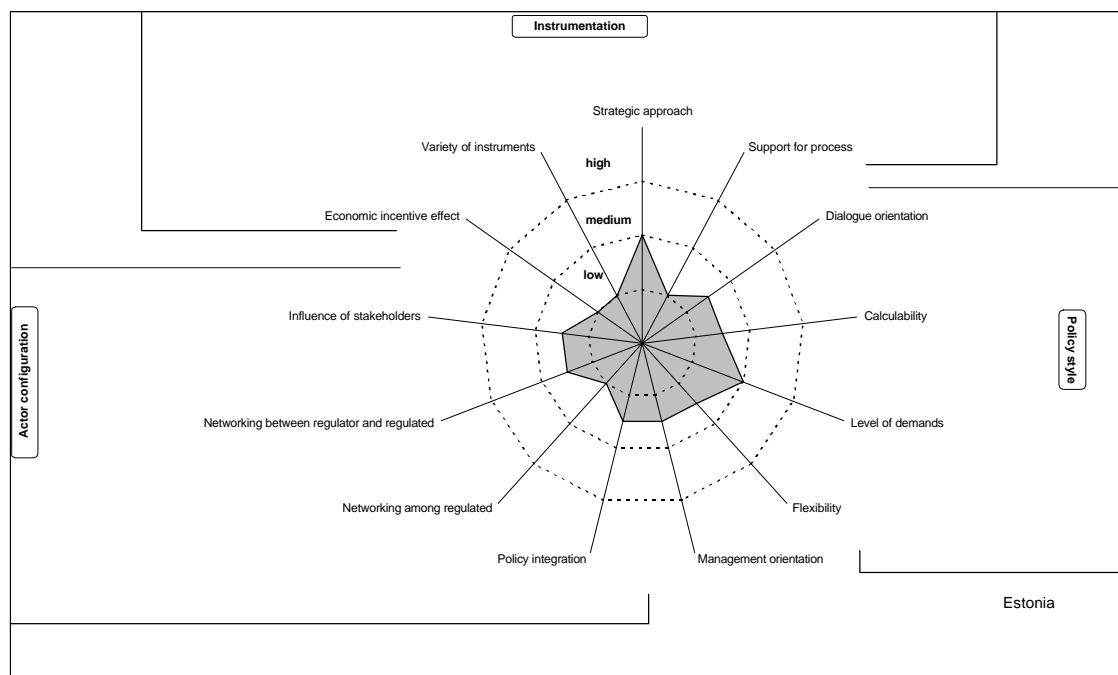 Instrumentation
Strategic approach
Variety of instruments
Support for process
high
Economic incentive effect
medium
Dialogue orientation
low
Influence of stakeholders
Calculability
Actor configuration
Policy style
Networking between regulator and regulated
Level of demands
Networking among regulated
Flexibility
Policy integration
Management orientation
Estonia